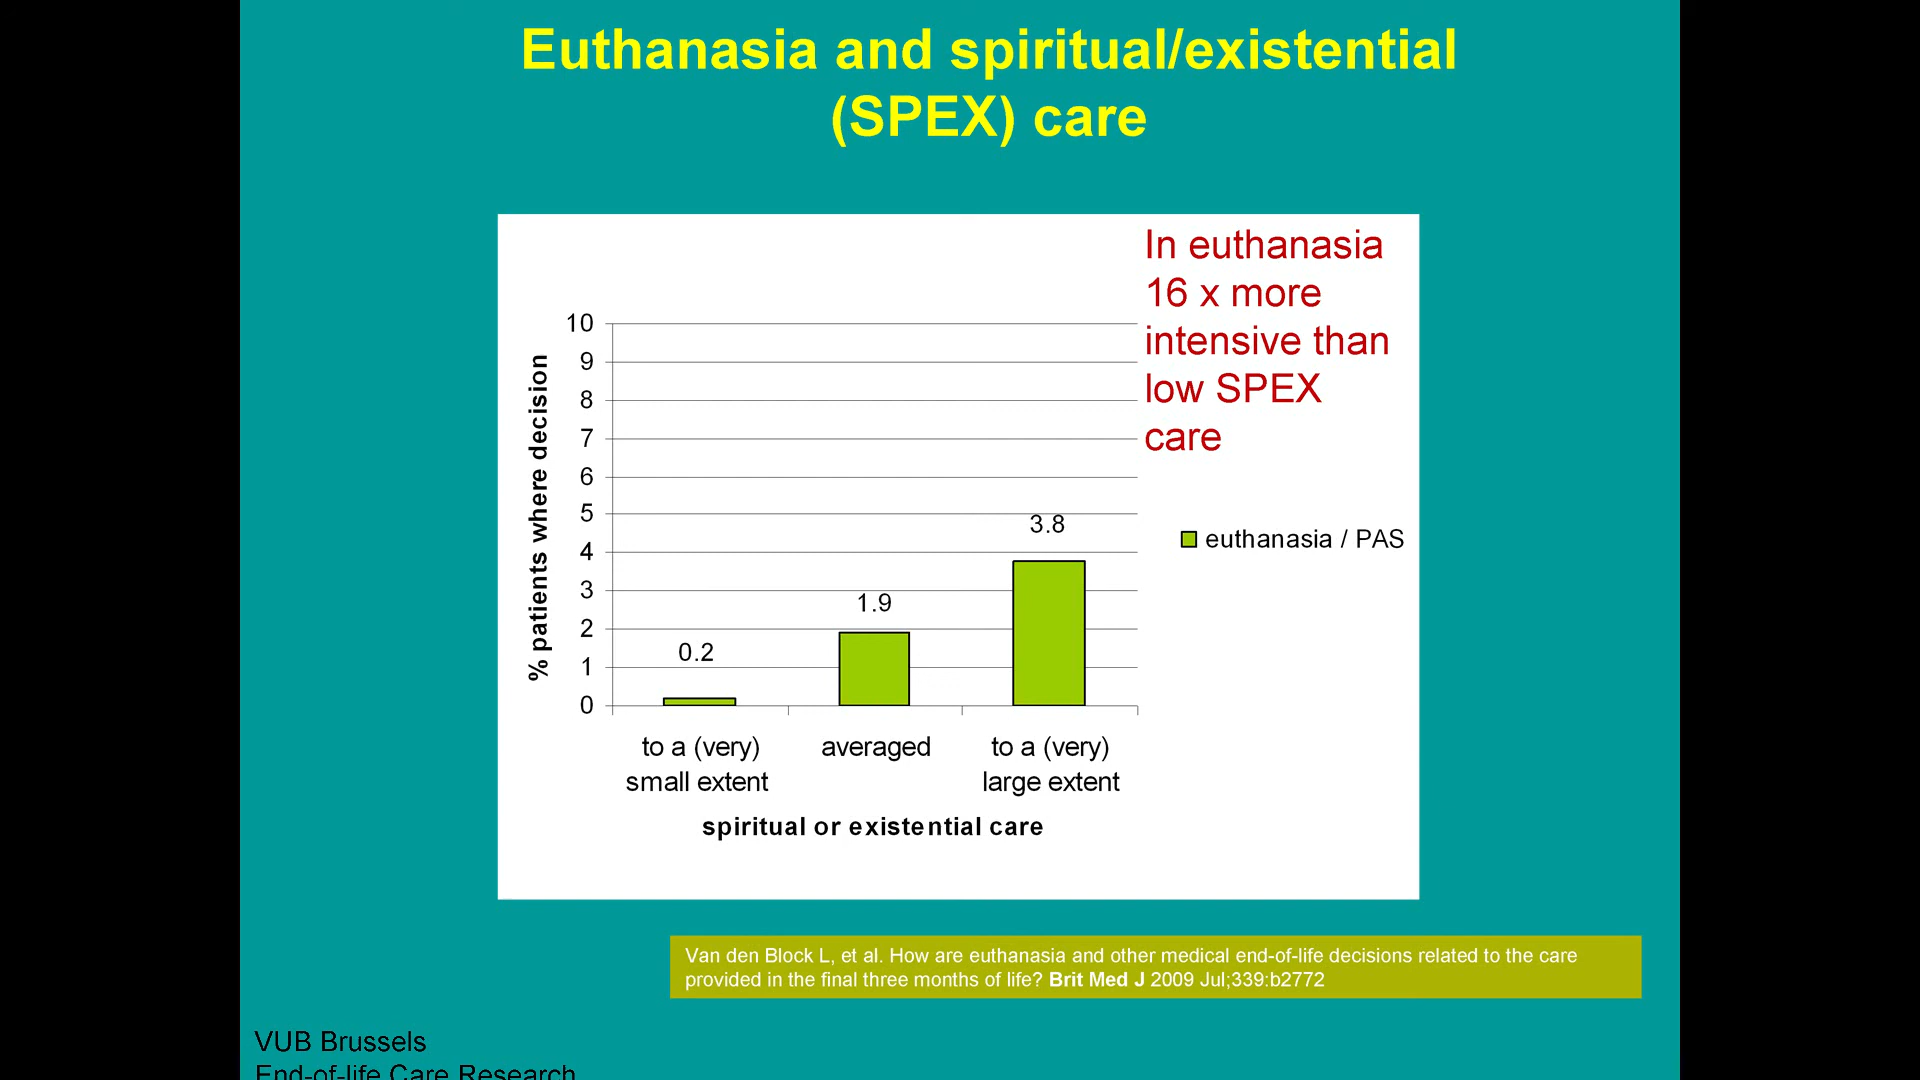 Euthanasia and spiritual/existential
(SPEX) care
In euthanasia
16 x more
intensive than
low SPEX
care
% patients where decision
10
9
8
7
6
5
4
3
2
1
0
0.2
1.9
3.8
euthanasia / PAS
to a (very)
small extent
averaged
to a (very)
large extent
spiritual or existential care
Van den Block L, et al. How are euthanasia and other medical end-of-life decisions related to the care
provided in the final three months of life? Brit Med J 2009 Jul;339:b2772
VUB Brussels
End-of-life Care Research